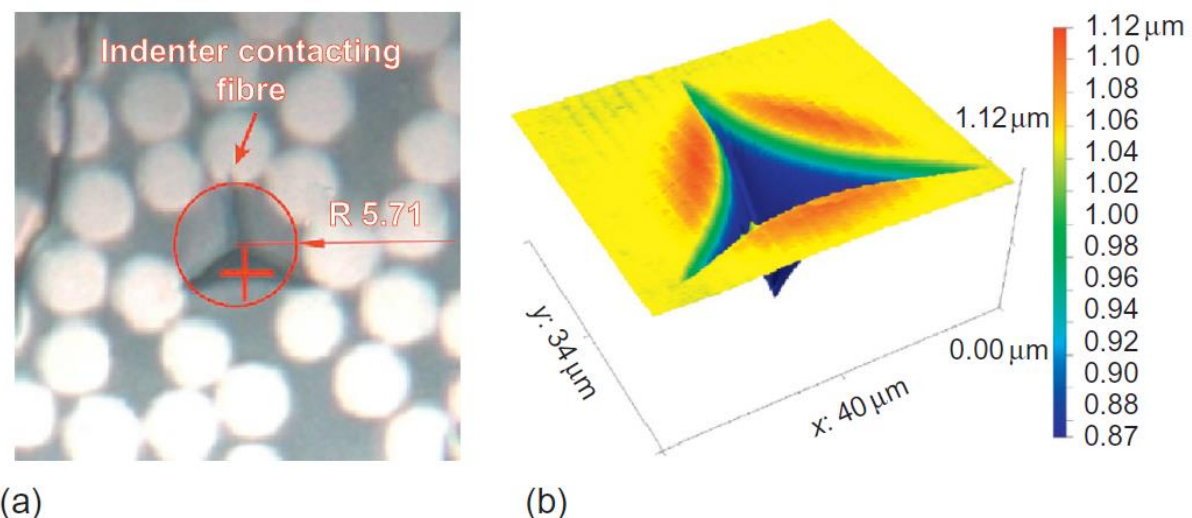 Indenter contacting
fibre
R 5.71
(a)
1.12 μm
0.00 μm
y: 34 μm
x: 40 μm
1.12 μm
1.10
1.08
1.06
1.04
1.02
1.00
0.98
0.96
0.94
0.92
0.90
0.88
0.87
(b)